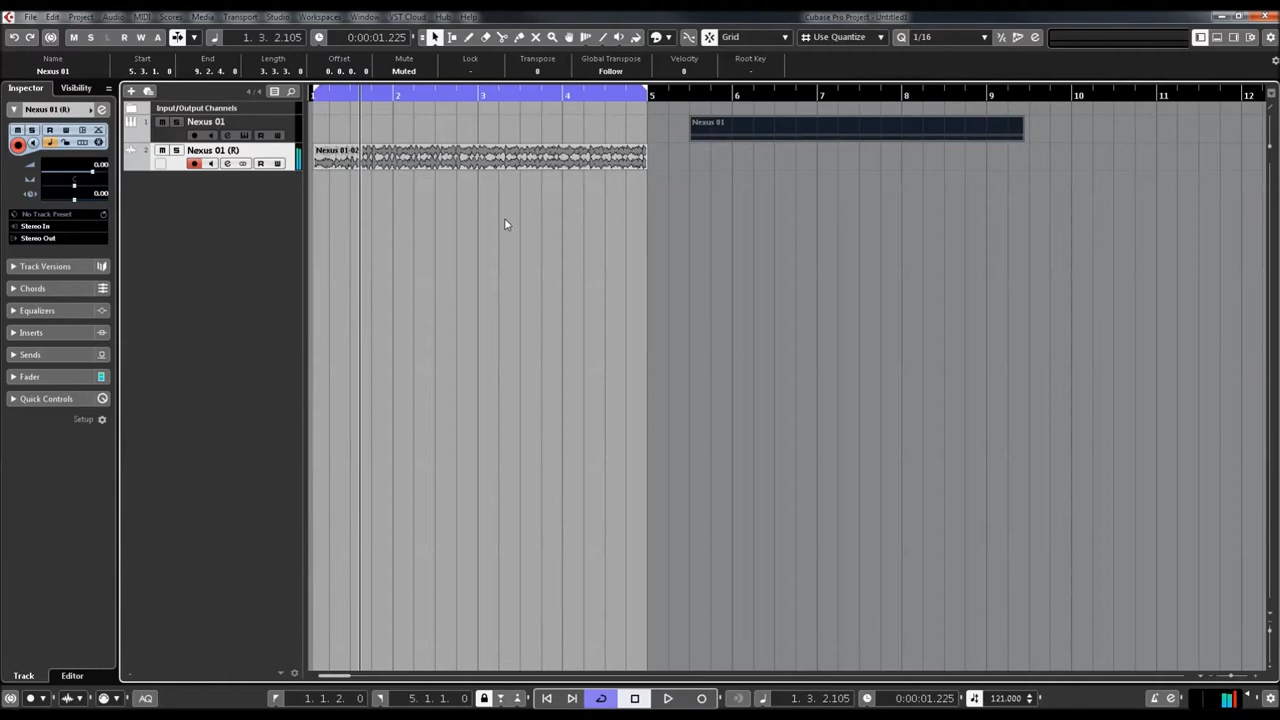 File Edit Project Audio MIDI Scores Media Transport Studio Workspaces Window VST Cloud Hub Help
Cubase Pro Project - Untitled1
M S L R W A 1. 3. 2.105 0:00:01.225 Grid Use Quantize Q 1/16
Name Start End Length Offset Mute Lock Transpose Global Transpose Velocity Root Key
Nexus 01 5. 3. 1. 0 9. 2. 4. 0 3. 3. 3. 0 0. 0. 0. 0 Muted - 0 Follow 0 -
Inspector Visibility 4 / 4 1 2 3 4 5 6 7 8 9 10 11 12
Nexus 01 (R) Input/Output Channels
1 M S Nexus 01 Nexus 01
M S R W
2 M S Nexus 01 (R) Nexus 01-02
R W
0.00
C
0.00
No Track Preset
Stereo In
Stereo Out
Track Versions
Chords
Equalizers
Inserts
Sends
Fader
Quick Controls
Setup
Track Editor
AQ 1. 1. 2. 0 5. 1. 1. 0 1. 3. 2.105 0:00:01.225 121.000